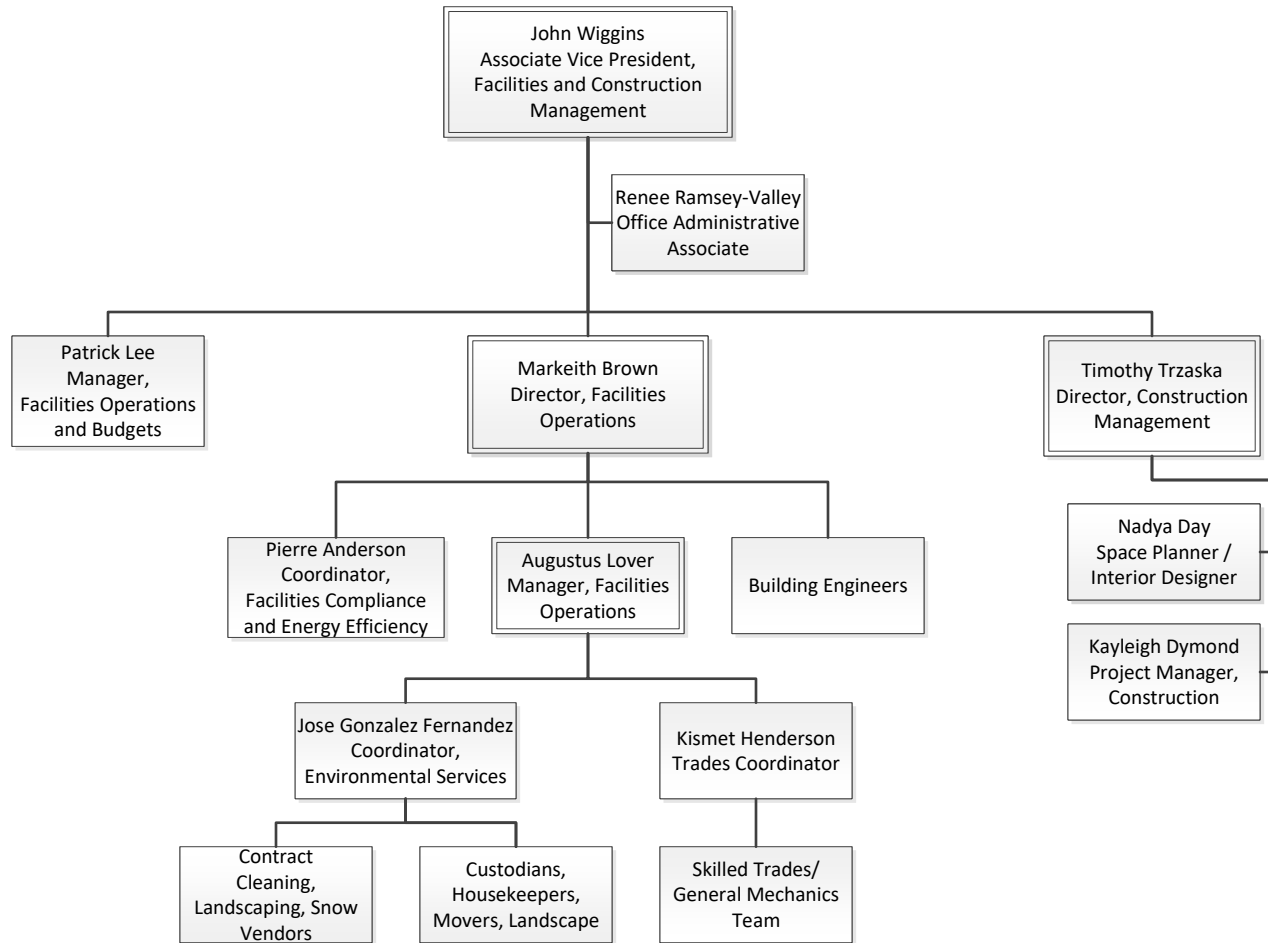 John Wiggins
Associate Vice President,
Facilities and Construction
Management
Renee Ramsey-Valley
Office Administrative
Associate
Patrick Lee
Manager,
Facilities Operations
and Budgets
Markeith Brown
Director, Facilities
Operations
Timothy Trzaska
Director, Construction
Management
Pierre Anderson
Coordinator,
Facilities Compliance
and Energy Efficiency
Augustus Lover
Manager, Facilities
Operations
Building Engineers
Nadya Day
Space Planner /
Interior Designer
Kayleigh Dymond
Project Manager,
Construction
Jose Gonzalez Fernandez
Coordinator,
Environmental Services
Kismet Henderson
Trades Coordinator
Contract
Cleaning,
Landscaping, Snow
Vendors
Custodians,
Housekeepers,
Movers, Landscape
Skilled Trades/
General Mechanics
Team